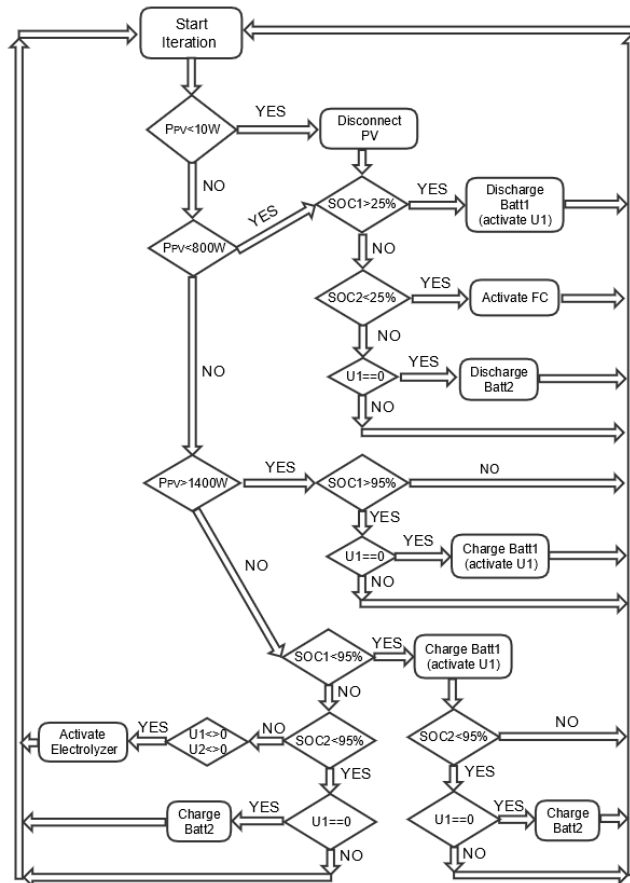 Start
Iteration
PPV<10W
YES
Disconnect
PV
NO
YES
SOC1>25%
YES
Discharge
Batt1
(activate U1)
PPV<800W
NO
SOC2<25%
YES
Activate FC
NO
NO
U1==0
YES
Discharge
Batt2
NO
PPV>1400W
YES
SOC1>95%
NO
YES
NO
U1==0
YES
Charge Batt1
(activate U1)
NO
SOC1<95%
YES
Charge Batt1
(activate U1)
NO
Activate
Electrolyzer
YES
U1<>0
U2<>0
NO
SOC2<95%
SOC2<95%
NO
YES
YES
Charge
Batt2
YES
U1==0
U1==0
YES
Charge
Batt2
NO
NO